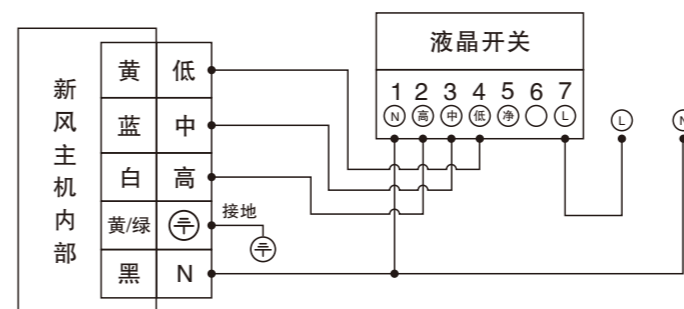 新风主机内部
黄 低
蓝 中
白 高
黄/绿
黑 N
接地
液晶开关
1 2 3 4 5 6 7
N 高 中 低 净 L
L
N